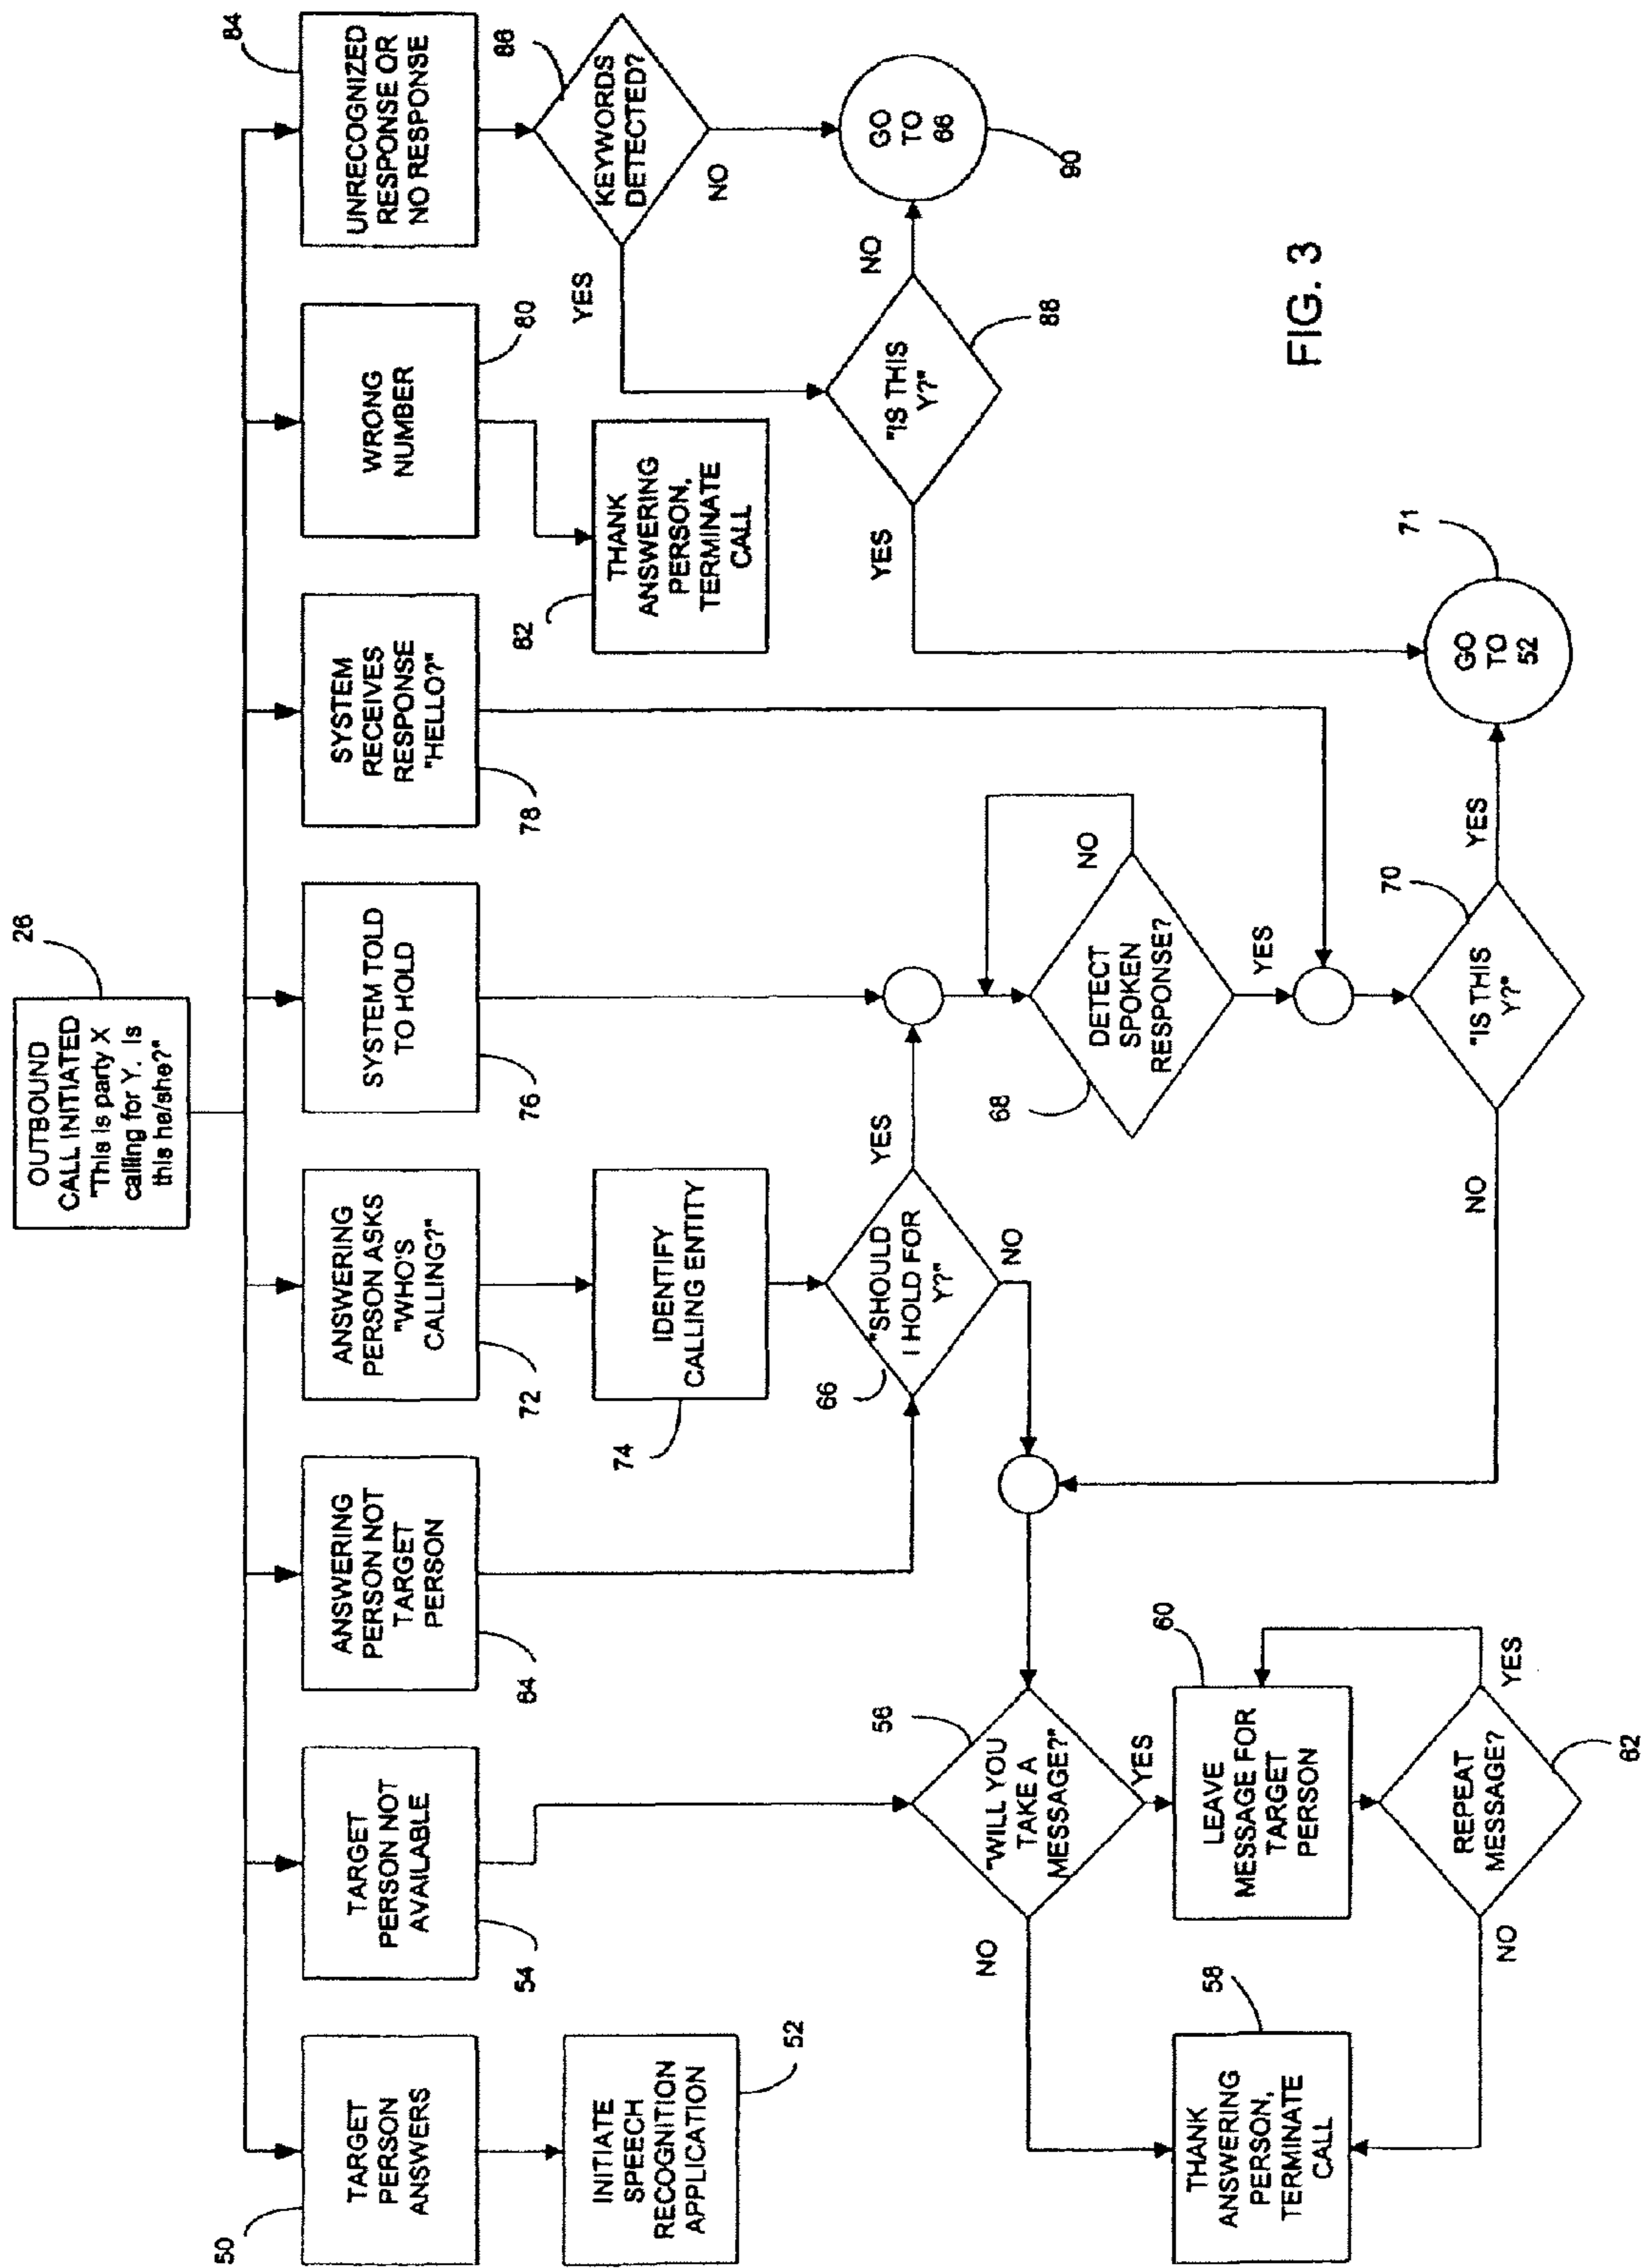 26
OUTBOUND
CALL INITIATED
"This is party X
calling for Y. Is
this he/she?"
50
TARGET
PERSON
ANSWERS
INITIATE
SPEECH
RECOGNITION
APPLICATION
52
TARGET
PERSON NOT
AVAILABLE
54
ANSWERING
PERSON NOT
TARGET
PERSON
64
ANSWERING
PERSON ASKS
"WHO'S
CALLING?"
72
IDENTIFY
CALLING ENTITY
74
SYSTEM TOLD
TO HOLD
76
SYSTEM
RECEIVES
RESPONSE
"HELLO?"
78
WRONG
NUMBER
80
THANK
ANSWERING
PERSON,
TERMINATE
CALL
82
84
UNRECOGNIZED
RESPONSE OR
NO RESPONSE
86
KEYWORDS
DETECTED?
YES
NO
"IS THIS
Y?"
88
NO
YES
GO
TO
66
90
"SHOULD
I HOLD FOR
Y?"
66
YES
NO
DETECT
SPOKEN
RESPONSE?
68
NO
YES
70
"IS THIS
Y?"
YES
NO
71
GO
TO
52
56
"WILL YOU
TAKE A
MESSAGE?"
NO
YES
58
THANK
ANSWERING
PERSON,
TERMINATE
CALL
60
LEAVE
MESSAGE FOR
TARGET
PERSON
REPEAT
MESSAGE?
62
YES
NO
FIG. 3